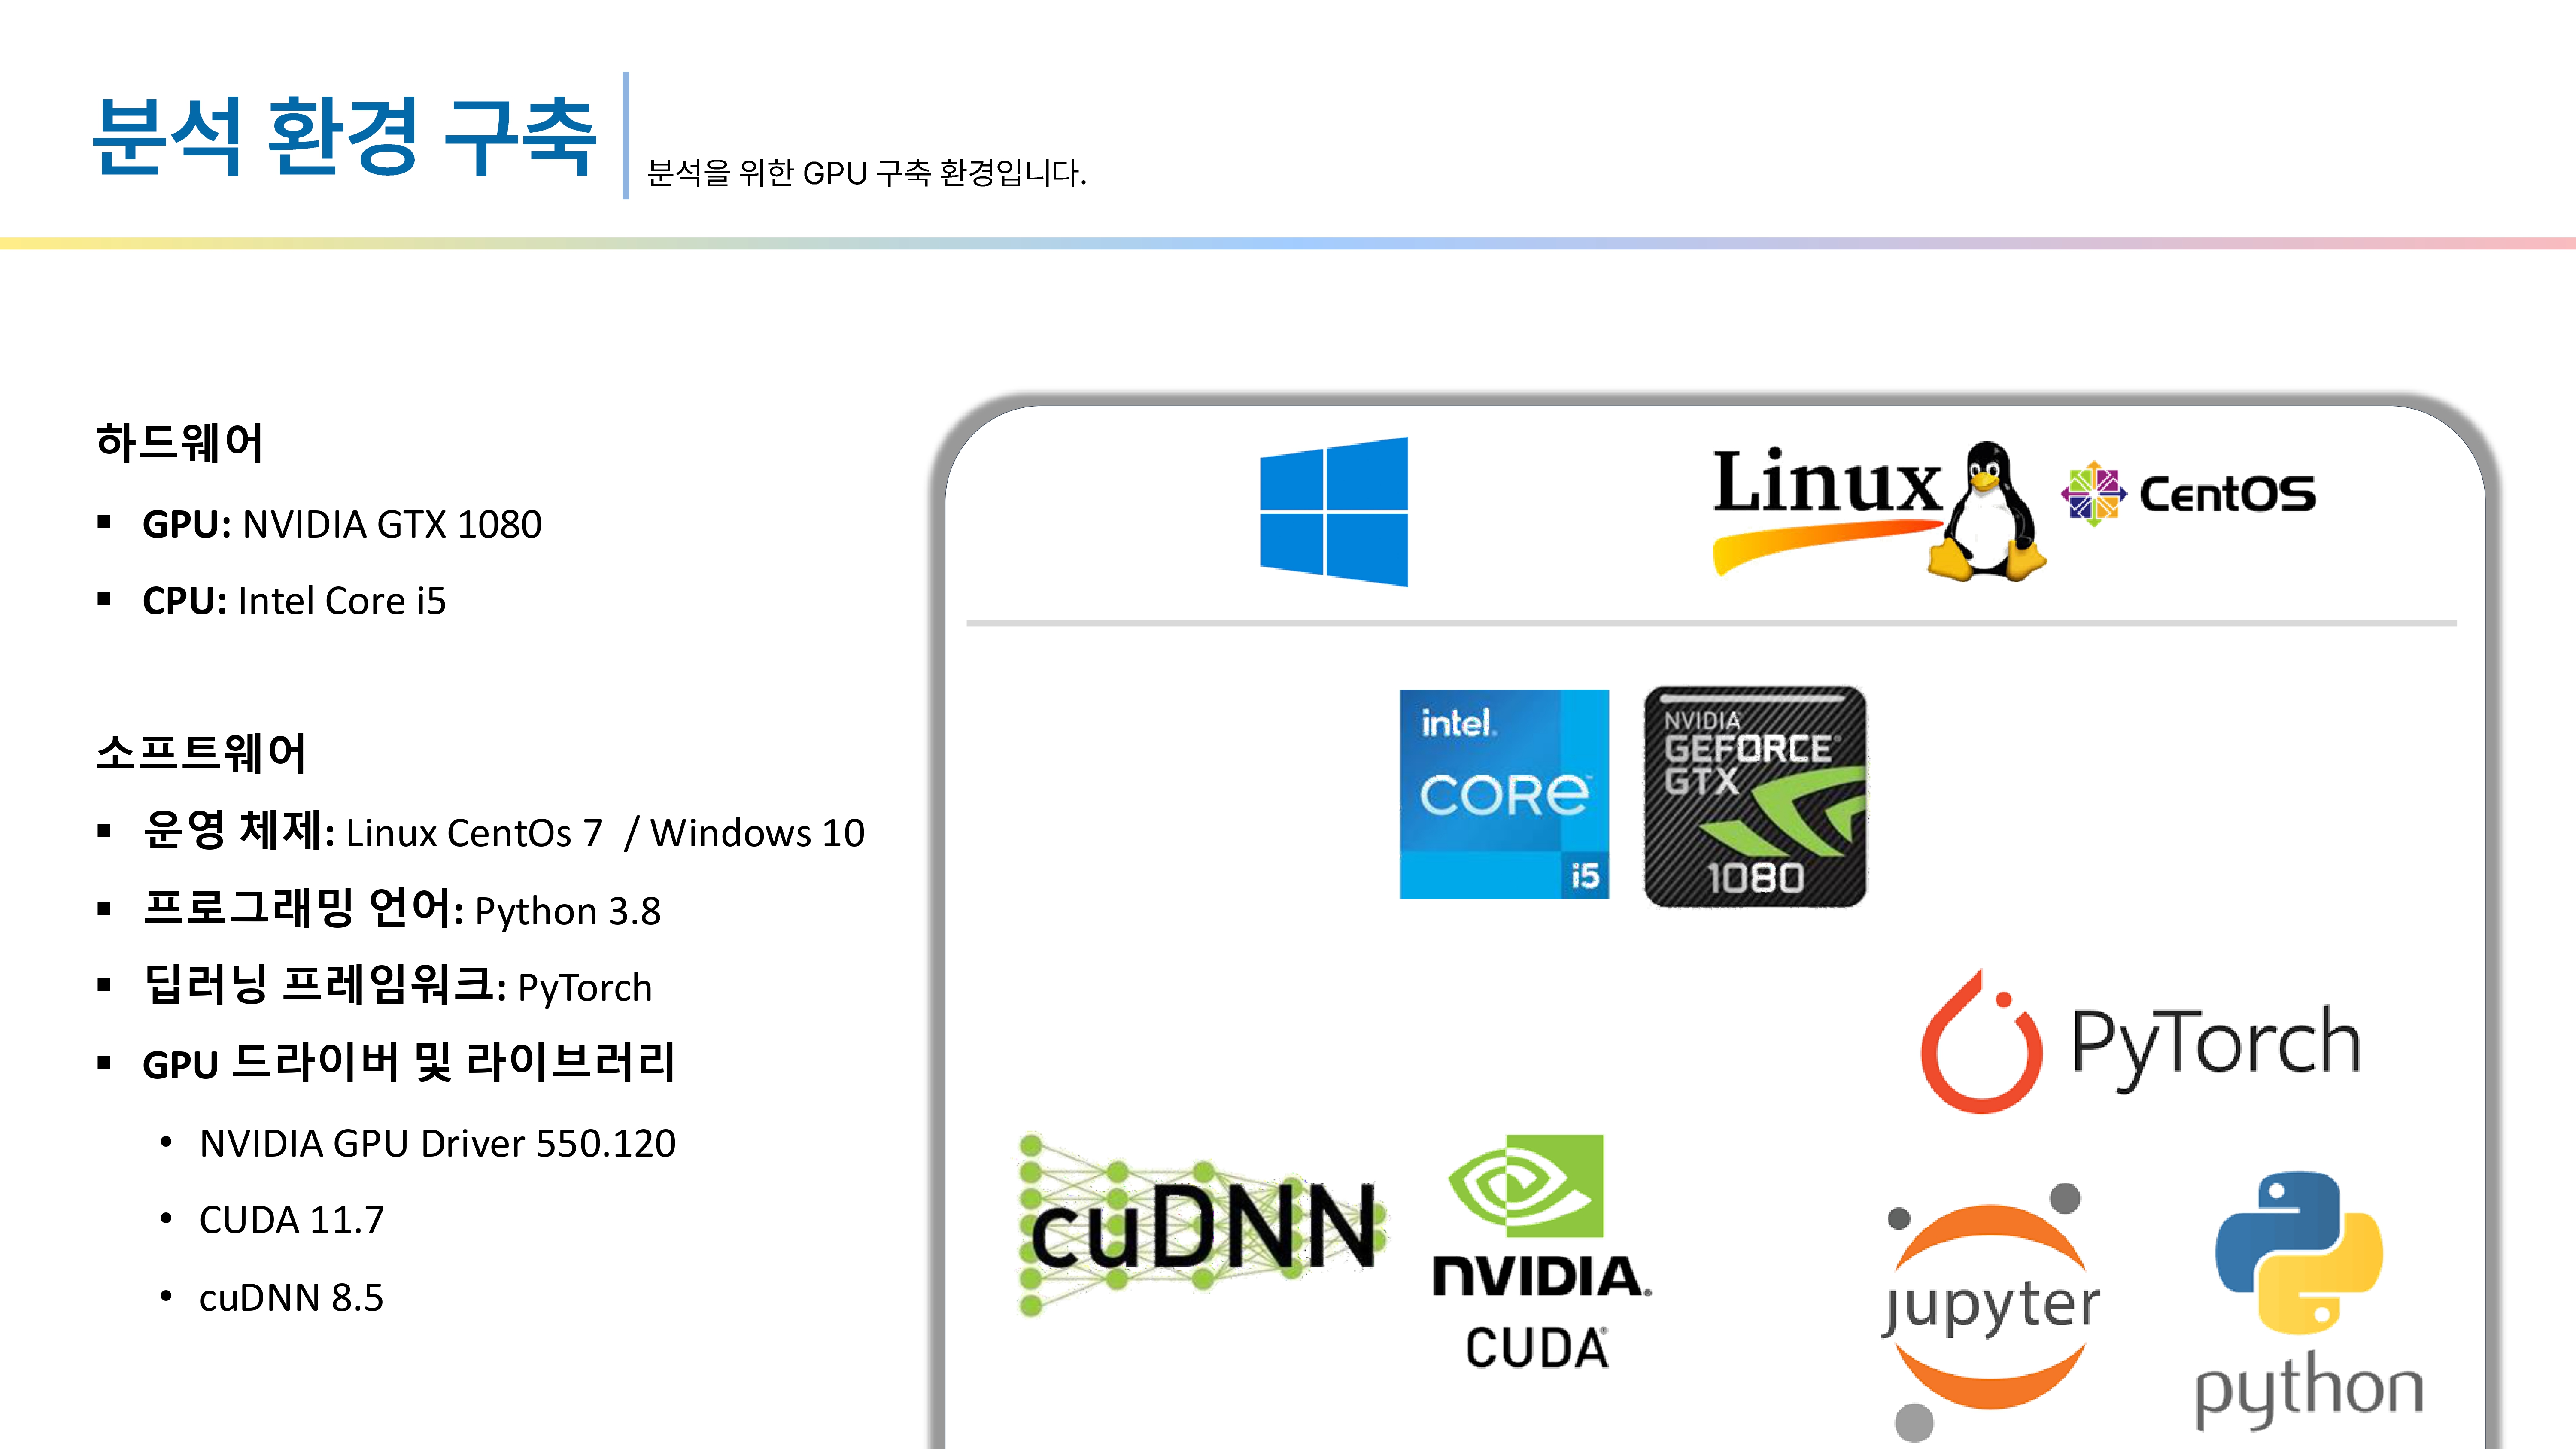 분석 환경 구축
분석을 위한 GPU 구축 환경입니다.
하드웨어
▪ GPU: NVIDIA GTX 1080
▪ CPU: Intel Core i5
소프트웨어
▪ 운영 체제: Linux CentOs 7 / Windows 10
▪ 프로그래밍 언어: Python 3.8
▪ 딥러닝 프레임워크: PyTorch
▪ GPU 드라이버 및 라이브러리
• NVIDIA GPU Driver 550.120
• CUDA 11.7
• cuDNN 8.5
Linux
CentOS
intel.
CORE
i5
NVIDIA
GEFORCE®
GTX
1080
PyTorch
cuDNN
NVIDIA.
CUDA®
jupyter
python